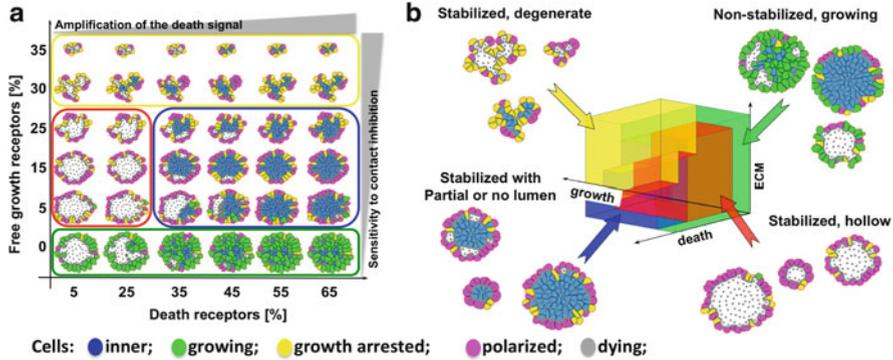 a
Amplification of the death signal
Free growth receptors [%]
35
30
25
15
5
0
5 25 35 45 55 65
Death receptors [%]
Sensitivity to contact inhibition
b
Stabilized, degenerate
Non-stabilized, growing
Stabilized with
Partial or no lumen
growth
death
ECM
Stabilized, hollow
Cells: inner; growing; growth arrested; polarized; dying;